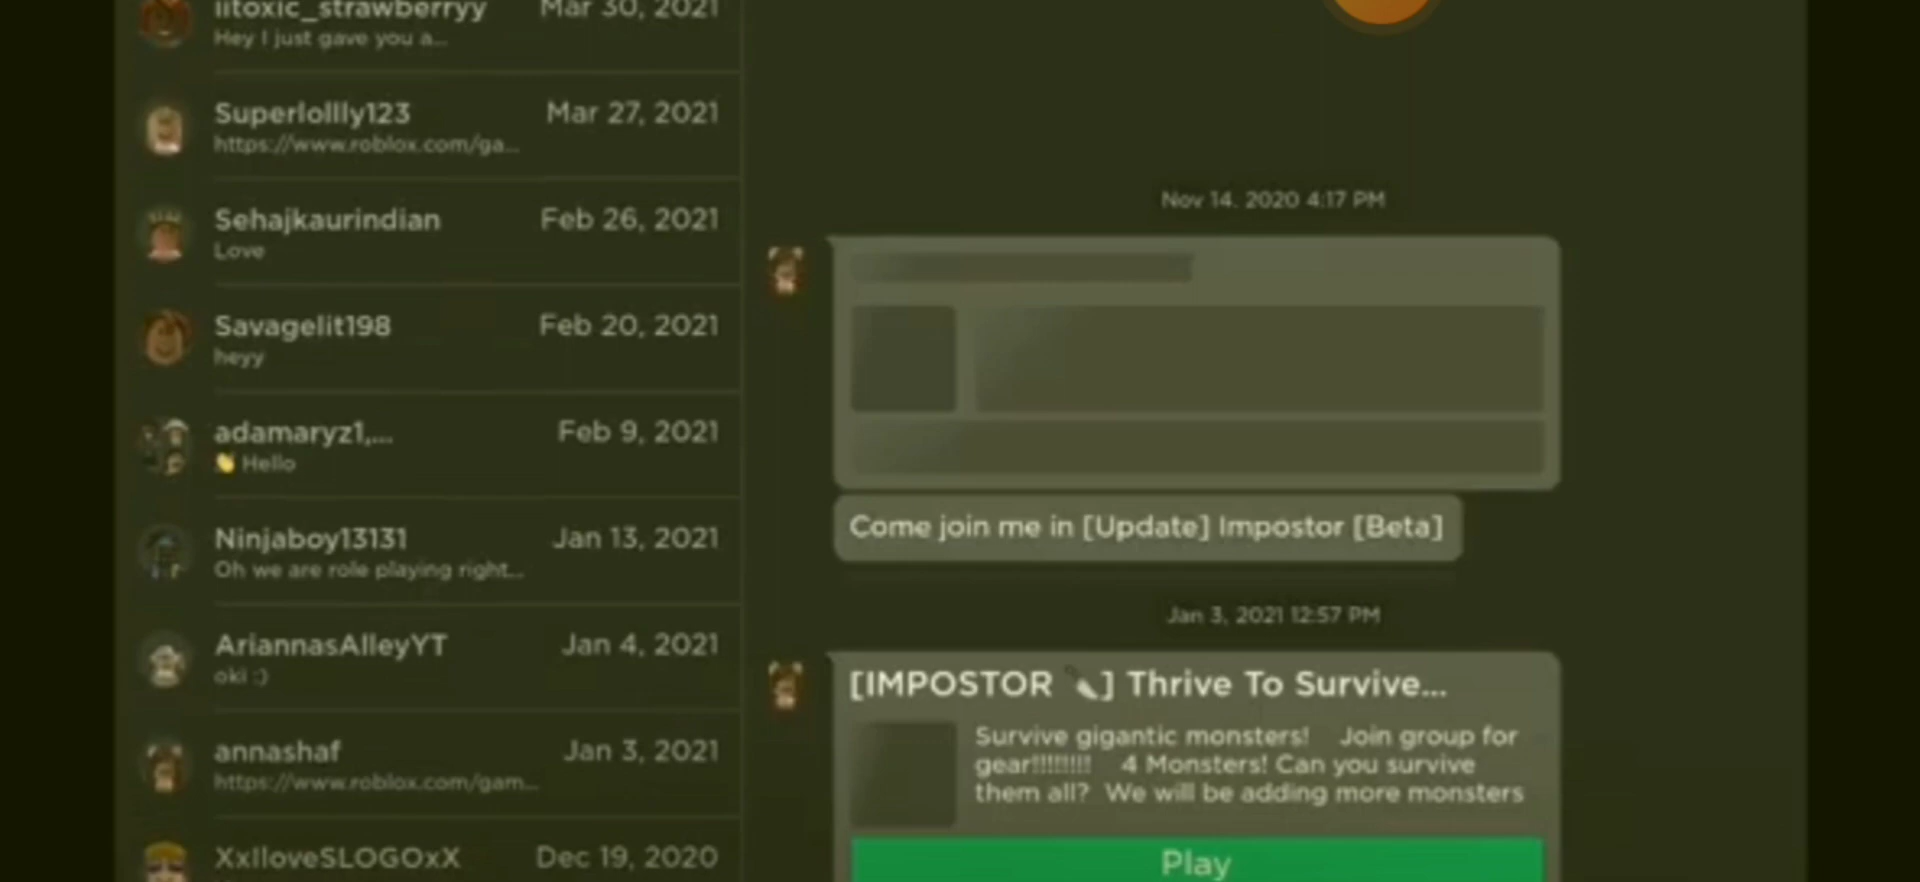 iitoxic_strawberryy Mar 30, 2021
Hey I just gave you a...
Superlollly123 Mar 27, 2021
https://www.roblox.com/ga...
Sehajkaurindian Feb 26, 2021
Love
Savagelit198 Feb 20, 2021
heyy
adamaryz1,... Feb 9, 2021
👋 Hello
Ninjaboy13131 Jan 13, 2021
Oh we are role playing right...
AriannasAlleyYT Jan 4, 2021
oki :)
annashaf Jan 3, 2021
https://www.roblox.com/gam...
XxIloveSLOGOxX Dec 19, 2020
Nov 14, 2020 4:17 PM
Come join me in [Update] Impostor [Beta]
Jan 3, 2021 12:57 PM
[IMPOSTOR 🔪] Thrive To Survive...
Survive gigantic monsters! Join group for
gear!!!!!!!! 4 Monsters! Can you survive
them all? We will be adding more monsters
Play